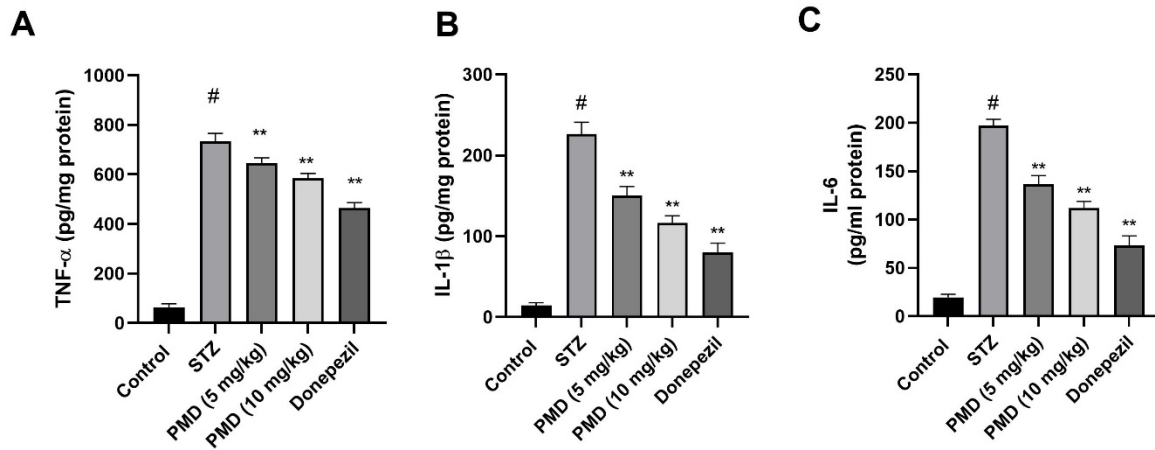 A
TNF-α (pg/mg protein)
1000
800
600
400
200
0
#
**
**
**
Control
STZ
PMD (5 mg/kg)
PMD (10 mg/kg)
Donepezil
B
IL-1β (pg/mg protein)
300
200
100
0
#
**
**
**
Control
STZ
PMD (5 mg/kg)
PMD (10 mg/kg)
Donepezil
C
IL-6
(pg/ml protein)
250
200
150
100
50
0
#
**
**
**
Control
STZ
PMD (5 mg/kg)
PMD (10 mg/kg)
Donepezil